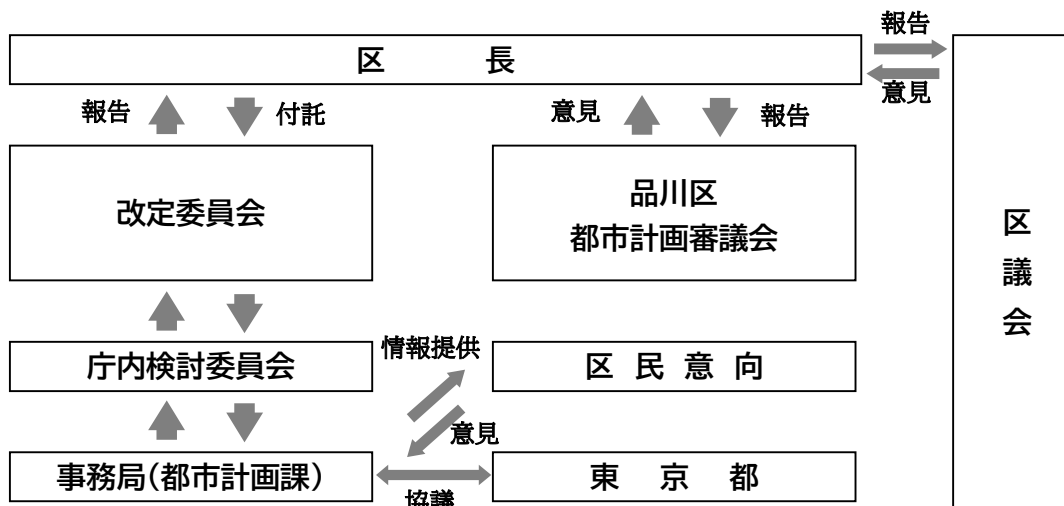 報告
区長
意見
報告
付託
意見
報告
改定委員会
品川区
都市計画審議会
区議会
庁内検討委員会
情報提供
区民意向
意見
事務局(都市計画課)
協議
東京都